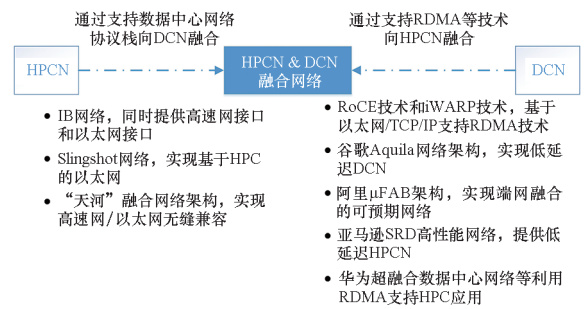 通过支持数据中心网络
协议栈向DCN融合
通过支持RDMA等技术
向HPCN融合
HPCN
HPCN & DCN
融合网络
DCN
• IB网络，同时提供高速网接口
和以太网接口
• Slingshot网络，实现基于HPC
的以太网
• “天河”融合网络架构，实现
高速网/以太网无缝兼容
• RoCE技术和iWARP技术，基于
以太网/TCP/IP支持RDMA技术
• 谷歌Aquila网络架构，实现低延
迟DCN
• 阿里μFAB架构，实现端网融合
的可预期网络
• 亚马逊SRD高性能网络，提供低
延迟HPCN
• 华为超融合数据中心网络等利用
RDMA支持HPC应用